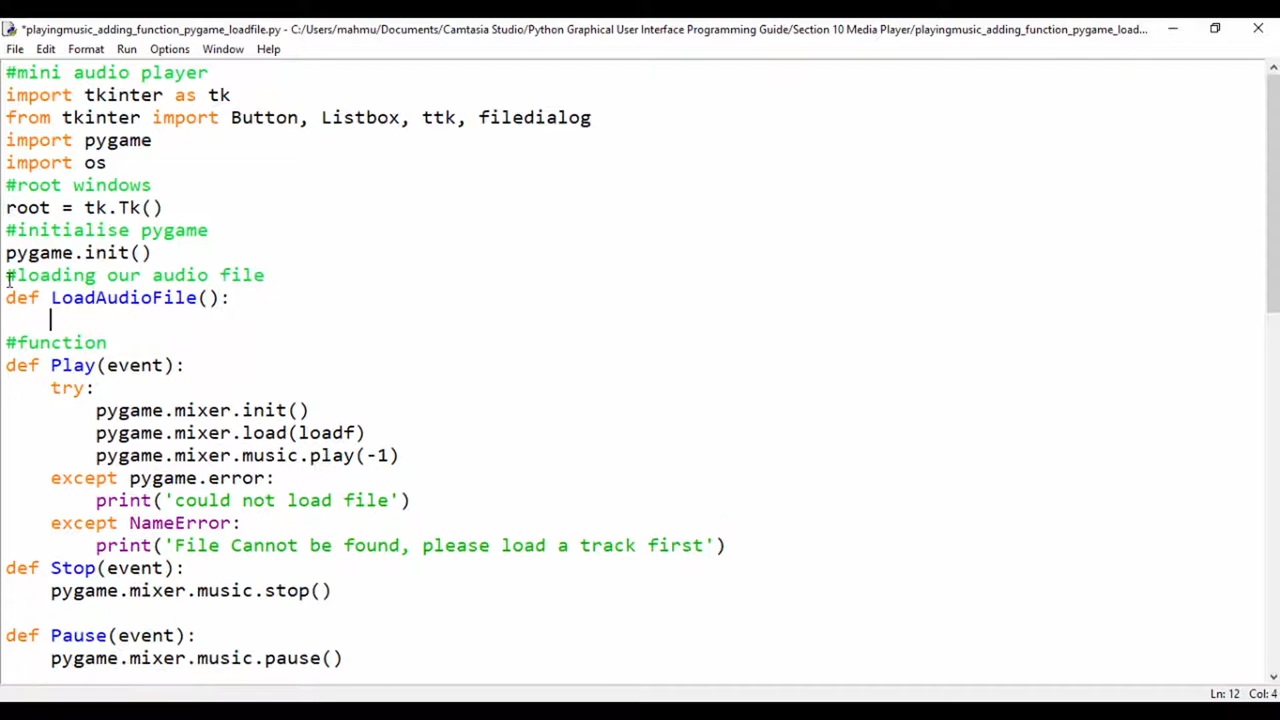 *playingmusic_adding_function_pygame_loadfile.py - C:/Users/mahmu/Documents/Camtasia Studio/Python Graphical User Interface Programming Guide/Section 10 Media Player/playingmusic_adding_function_pygame_load...
File Edit Format Run Options Window Help
#mini audio player
import tkinter as tk
from tkinter import Button, Listbox, ttk, filedialog
import pygame
import os
#root windows
root = tk.Tk()
#initialise pygame
pygame.init()
#loading our audio file
def LoadAudioFile():
#function
def Play(event):
    try:
        pygame.mixer.init()
        pygame.mixer.load(loadf)
        pygame.mixer.music.play(-1)
    except pygame.error:
        print('could not load file')
    except NameError:
        print('File Cannot be found, please load a track first')
def Stop(event):
    pygame.mixer.music.stop()
def Pause(event):
    pygame.mixer.music.pause()
Ln: 12 Col: 4